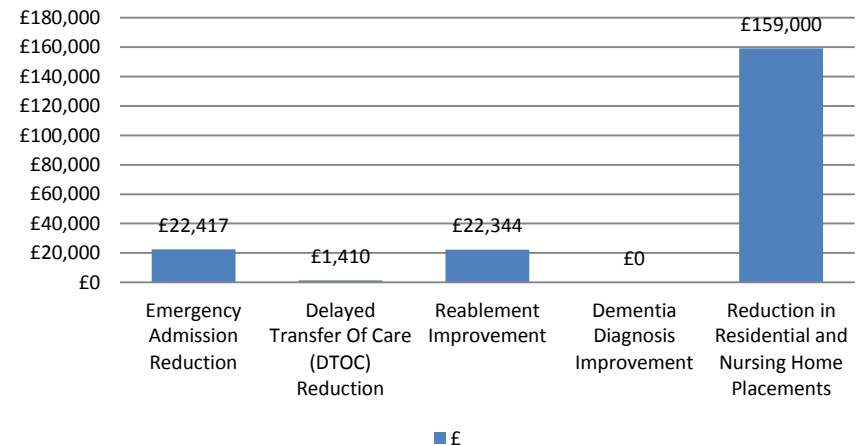 £180,000
£160,000
£140,000
£120,000
£100,000
£80,000
£60,000
£40,000
£20,000
£0
£22,417
£1,410
£22,344
£0
£159,000
Emergency
Admission
Reduction
Delayed
Transfer Of Care
(DTOC)
Reduction
Reablement
Improvement
Dementia
Diagnosis
Improvement
Reduction in
Residential and
Nursing Home
Placements
£